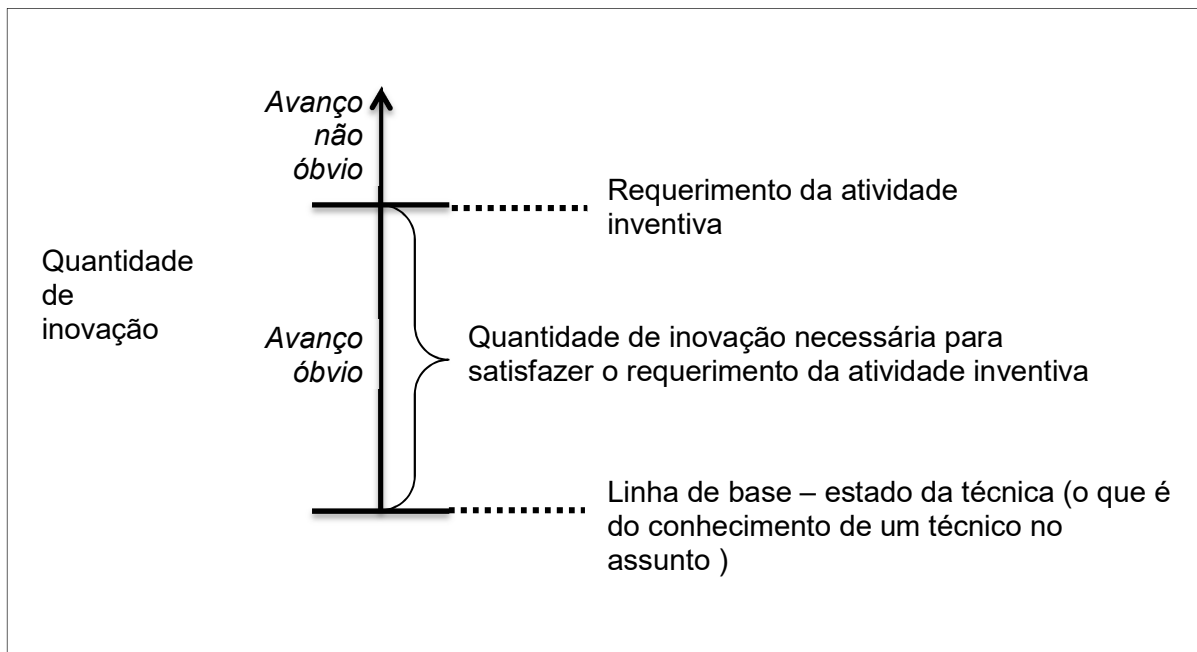 Avanço
não
óbvio
Requerimento da atividade
inventiva
Quantidade
de
inovação
Avanço
óbvio
Quantidade de inovação necessária para
satisfazer o requerimento da atividade inventiva
Linha de base – estado da técnica (o que é
do conhecimento de um técnico no
assunto )